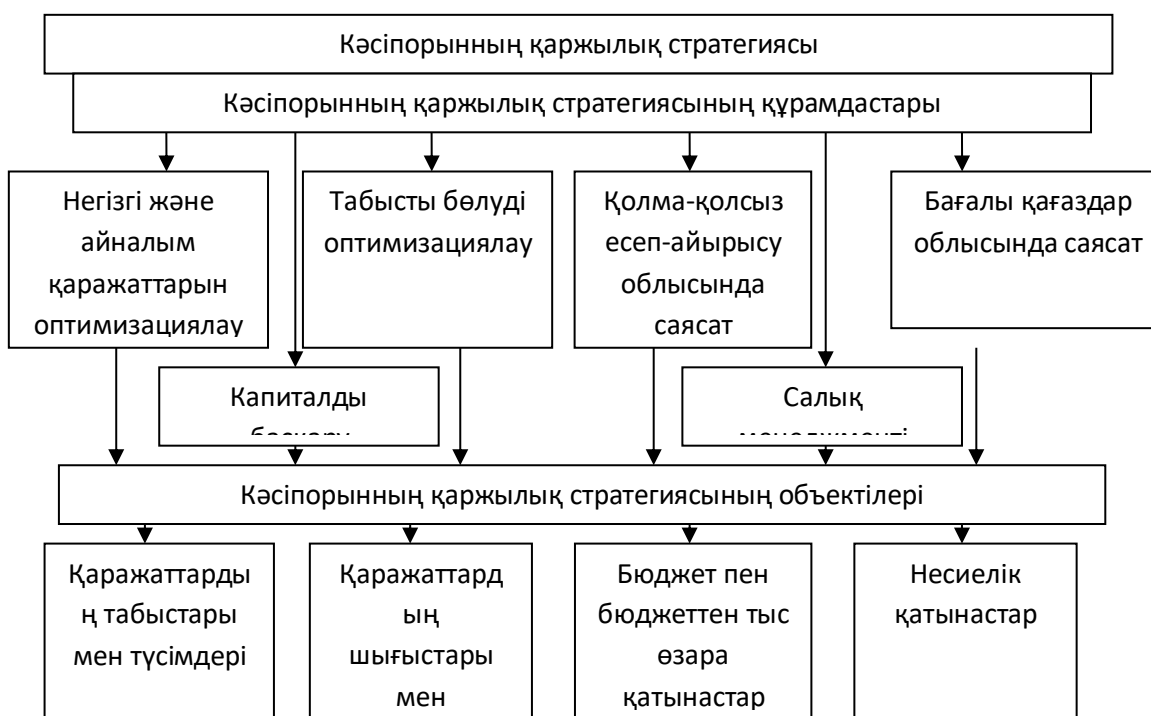 Кәсіпорынның қаржылық стратегиясы
Кәсіпорынның қаржылық стратегиясының құрамдастары
Негізгі және
айналым
қаражаттарын
оптимизациялау
Табысты бөлуді
оптимизациялау
Қолма-қолсыз
есеп-айырысу
облысында
саясат
Бағалы қағаздар
облысында саясат
Капиталды
Салық
Кәсіпорынның қаржылық стратегиясының объектілері
Қаражаттарды
ң табыстары
мен түсімдері
Қаражаттард
ың
шығыстары
мен
Бюджет пен
бюджеттен тыс
өзара
қатынастар
Несиелік
қатынастар